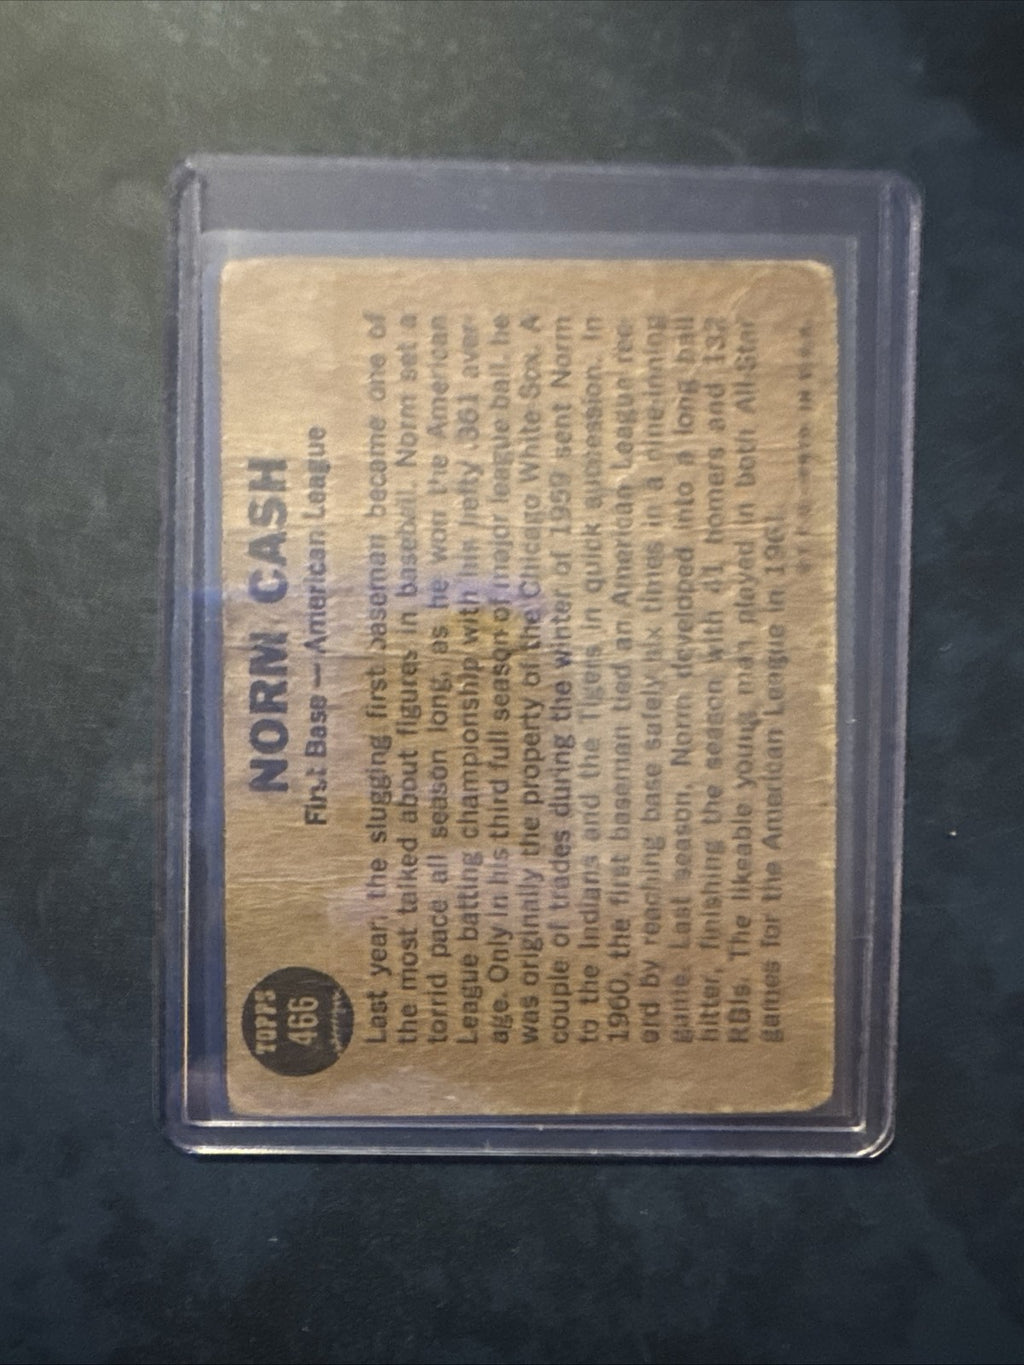 TOPPS
466
NORM CASH
First Base — American League
Last year, the slugging first baseman became one of
the most talked about figures in baseball. Norm set a
torrid pace all season long, as he won the American
League batting championship with his hefty .361 aver-
age. Only in his third full season of major league ball, he
was originally the property of the Chicago White Sox. A
couple of trades during the winter of 1959 sent Norm
to the Indians and the Tigers in quick succession. In
1960, the first baseman tied an American League rec-
ord by reaching base safely six times in a nine-inning
game. Last season, Norm developed into a long ball
hitter, finishing the season with 41 homers and 132
RBIs. The likeable young man played in both All-Star
games for the American League in 196
IN U.S.A.